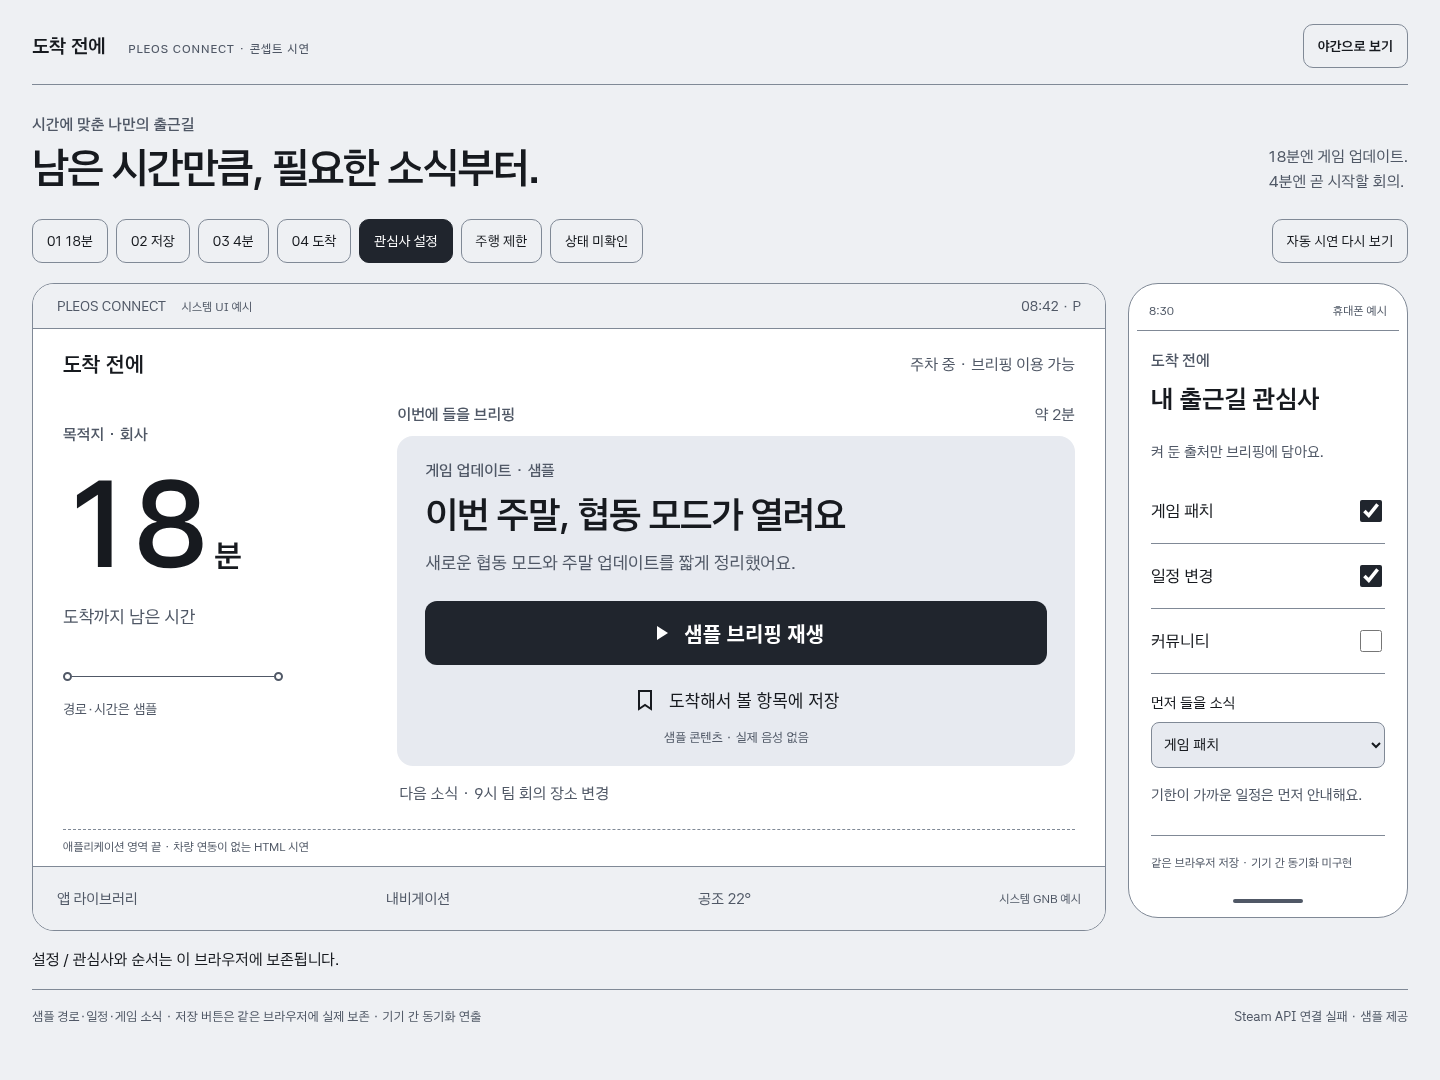 도착 전에
PLEOS CONNECT · 콘셉트 시연
야간으로 보기
시간에 맞춘 나만의 출근길
남은 시간만큼, 필요한 소식부터.
18분엔 게임 업데이트.
4분엔 곧 시작할 회의.
01 18분
02 저장
03 4분
04 도착
관심사 설정
주행 제한
상태 미확인
자동 시연 다시 보기
PLEOS CONNECT
시스템 UI 예시
08:42 · P
도착 전에
주차 중 · 브리핑 이용 가능
목적지 · 회사
18분
도착까지 남은 시간
경로·시간은 샘플
이번에 들을 브리핑
약 2분
게임 업데이트 · 샘플
이번 주말, 협동 모드가 열려요
새로운 협동 모드와 주말 업데이트를 짧게 정리했어요.
샘플 브리핑 재생
도착해서 볼 항목에 저장
샘플 콘텐츠 · 실제 음성 없음
다음 소식 · 9시 팀 회의 장소 변경
애플리케이션 영역 끝 · 차량 연동이 없는 HTML 시연
앱 라이브러리
내비게이션
공조 22°
시스템 GNB 예시
8:30
휴대폰 예시
도착 전에
내 출근길 관심사
켜 둔 출처만 브리핑에 담아요.
게임 패치
일정 변경
커뮤니티
먼저 들을 소식
게임 패치
기한이 가까운 일정은 먼저 안내해요.
같은 브라우저 저장 · 기기 간 동기화 미구현
설정 / 관심사와 순서는 이 브라우저에 보존됩니다.
샘플 경로·일정·게임 소식 · 저장 버튼은 같은 브라우저에 실제 보존 · 기기 간 동기화 연출
Steam API 연결 실패 · 샘플 제공